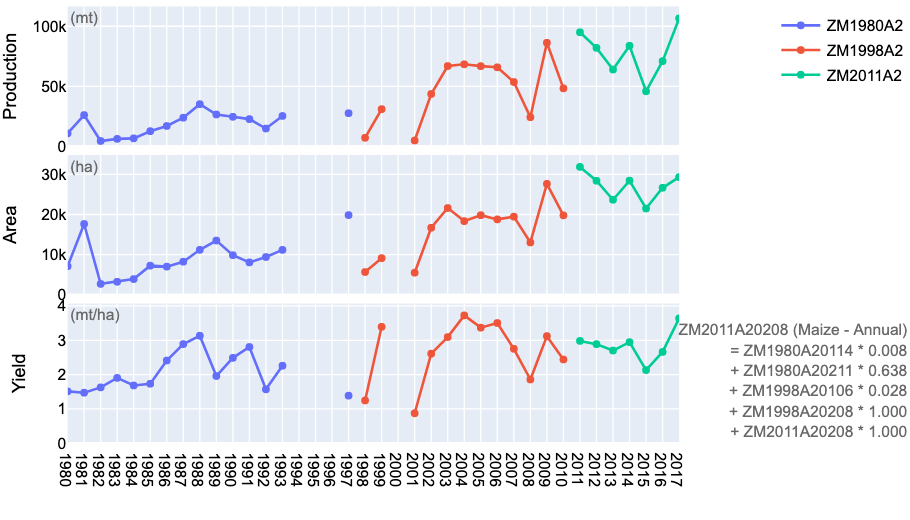 (mt)
100k
50k
0
Production
ZM1980A2
ZM1998A2
ZM2011A2
(ha)
30k
20k
10k
0
Area
(mt/ha)
4
3
2
1
0
Yield
ZM2011A20208 (Maize - Annual)
= ZM1980A20114 * 0.008
+ ZM1980A20211 * 0.638
+ ZM1998A20106 * 0.028
+ ZM1998A20208 * 1.000
+ ZM2011A20208 * 1.000
1980
1981
1982
1983
1984
1985
1986
1987
1988
1989
1990
1991
1992
1993
1994
1995
1996
1997
1998
1999
2000
2001
2002
2003
2004
2005
2006
2007
2008
2009
2010
2011
2012
2013
2014
2015
2016
2017